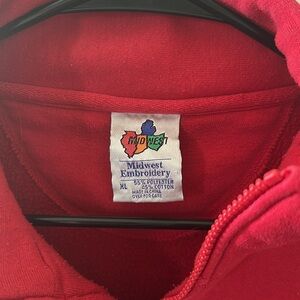 MIDWEST
Midwest
Embroidery
XL 55% POLYESTER
45% COTTON
MADE IN CHINA
OVER FOR CARE